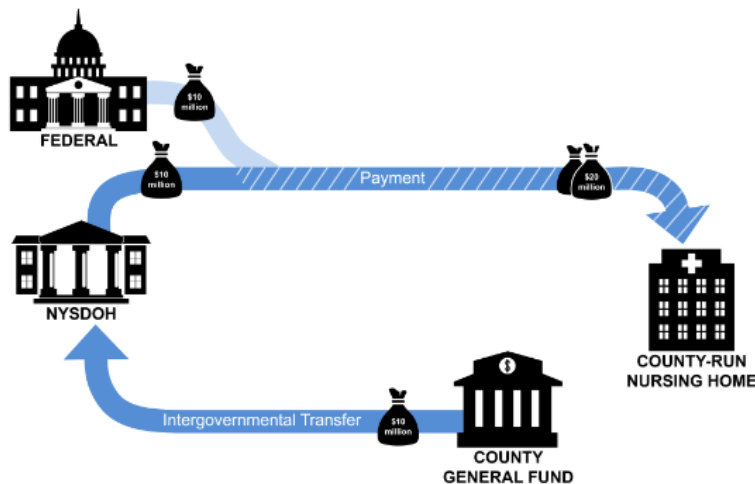 $10
million
FEDERAL
$10
million
Payment
$20
million
NYSDOH
COUNTY-RUN
NURSING HOME
$
Intergovernmental Transfer
$10
million
COUNTY
GENERAL FUND